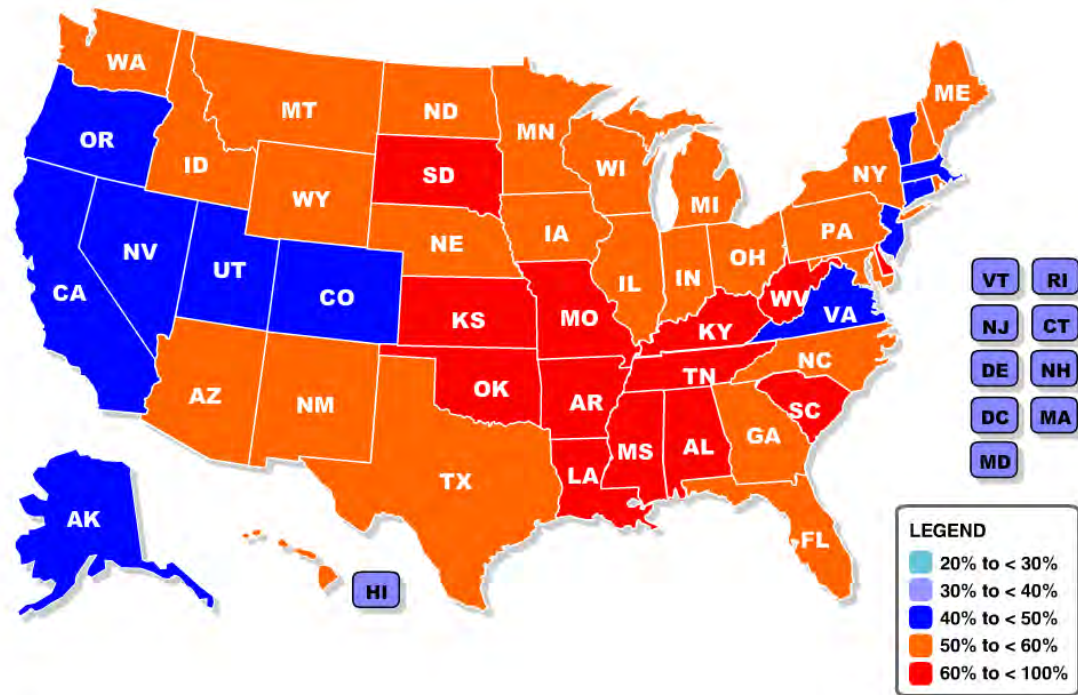 WA
MT
ND
MN
ME
OR
ID
SD
WI
NY
WY
MI
NE
IA
PA
NV
UT
CO
IL
IN
OH
CA
KS
MO
WV
VA
KY
AZ
NM
OK
AR
TN
NC
SC
TX
LA
MS
AL
GA
FL
AK
HI
VT RI
NJ CT
DE NH
DC MA
MD
LEGEND
20% to < 30%
30% to < 40%
40% to < 50%
50% to < 60%
60% to < 100%